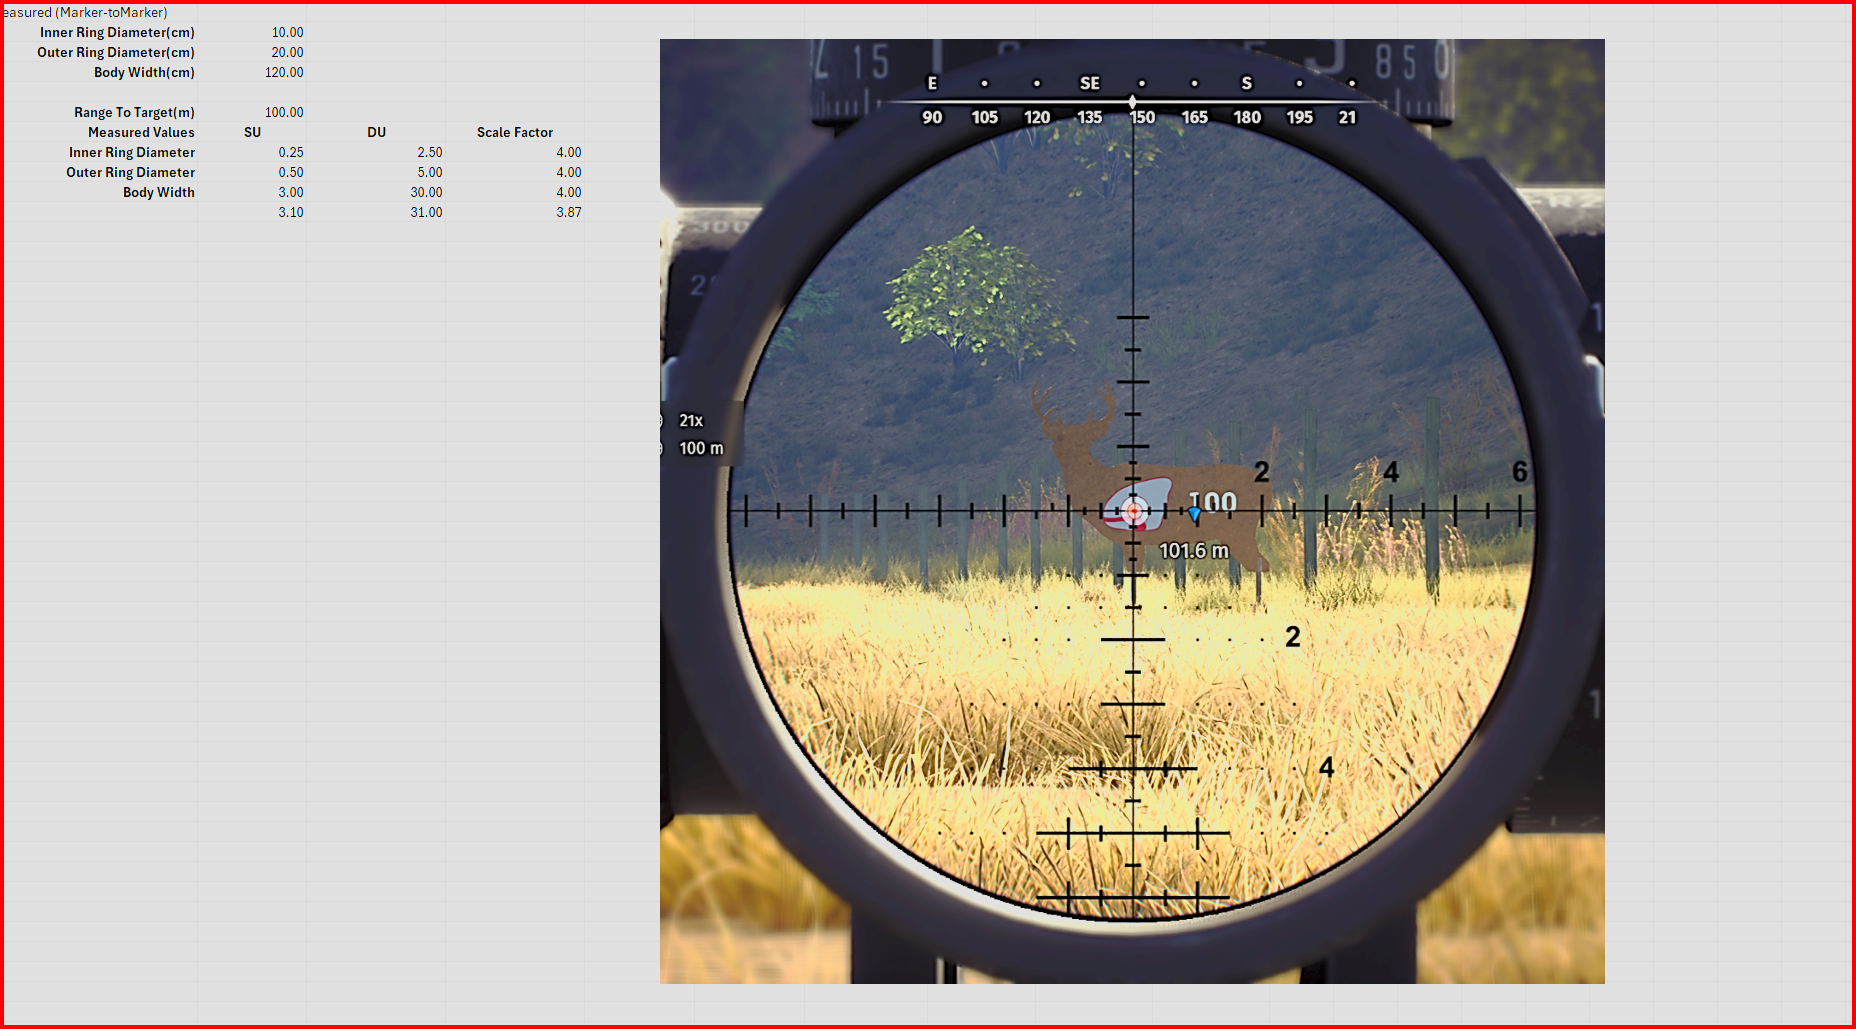 easured (Marker-toMarker)
Inner Ring Diameter(cm) 10.00
Outer Ring Diameter(cm) 20.00
Body Width(cm) 120.00
Range To Target(m) 100.00
Measured Values SU DU Scale Factor
Inner Ring Diameter 0.25 2.50 4.00
Outer Ring Diameter 0.50 5.00 4.00
Body Width 3.00 30.00 4.00
3.10 31.00 3.87
15 850
E SE S
90 105 120 135 150 165 180 195 21
300
21x
100 m
2 4 6
100
101.6 m
2
4